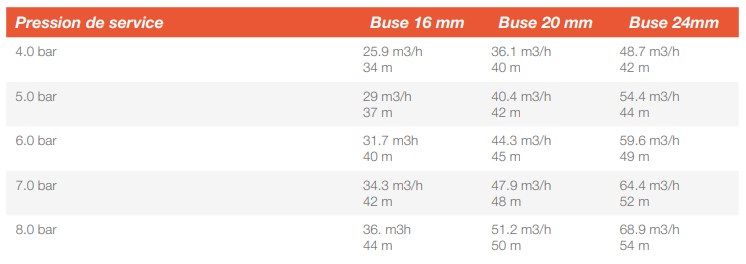 Pression de service Buse 16 mm Buse 20 mm Buse 24mm
4.0 bar 25.9 m3/h 36.1 m3/h 48.7 m3/h
34 m 40 m 42 m
5.0 bar 29 m3/h 40.4 m3/h 54.4 m3/h
37 m 42 m 44 m
6.0 bar 31.7 m3h 44.3 m3/h 59.6 m3/h
40 m 45 m 49 m
7.0 bar 34.3 m3/h 47.9 m3/h 64.4 m3/h
42 m 48 m 52 m
8.0 bar 36. m3h 51.2 m3/h 68.9 m3/h
44 m 50 m 54 m